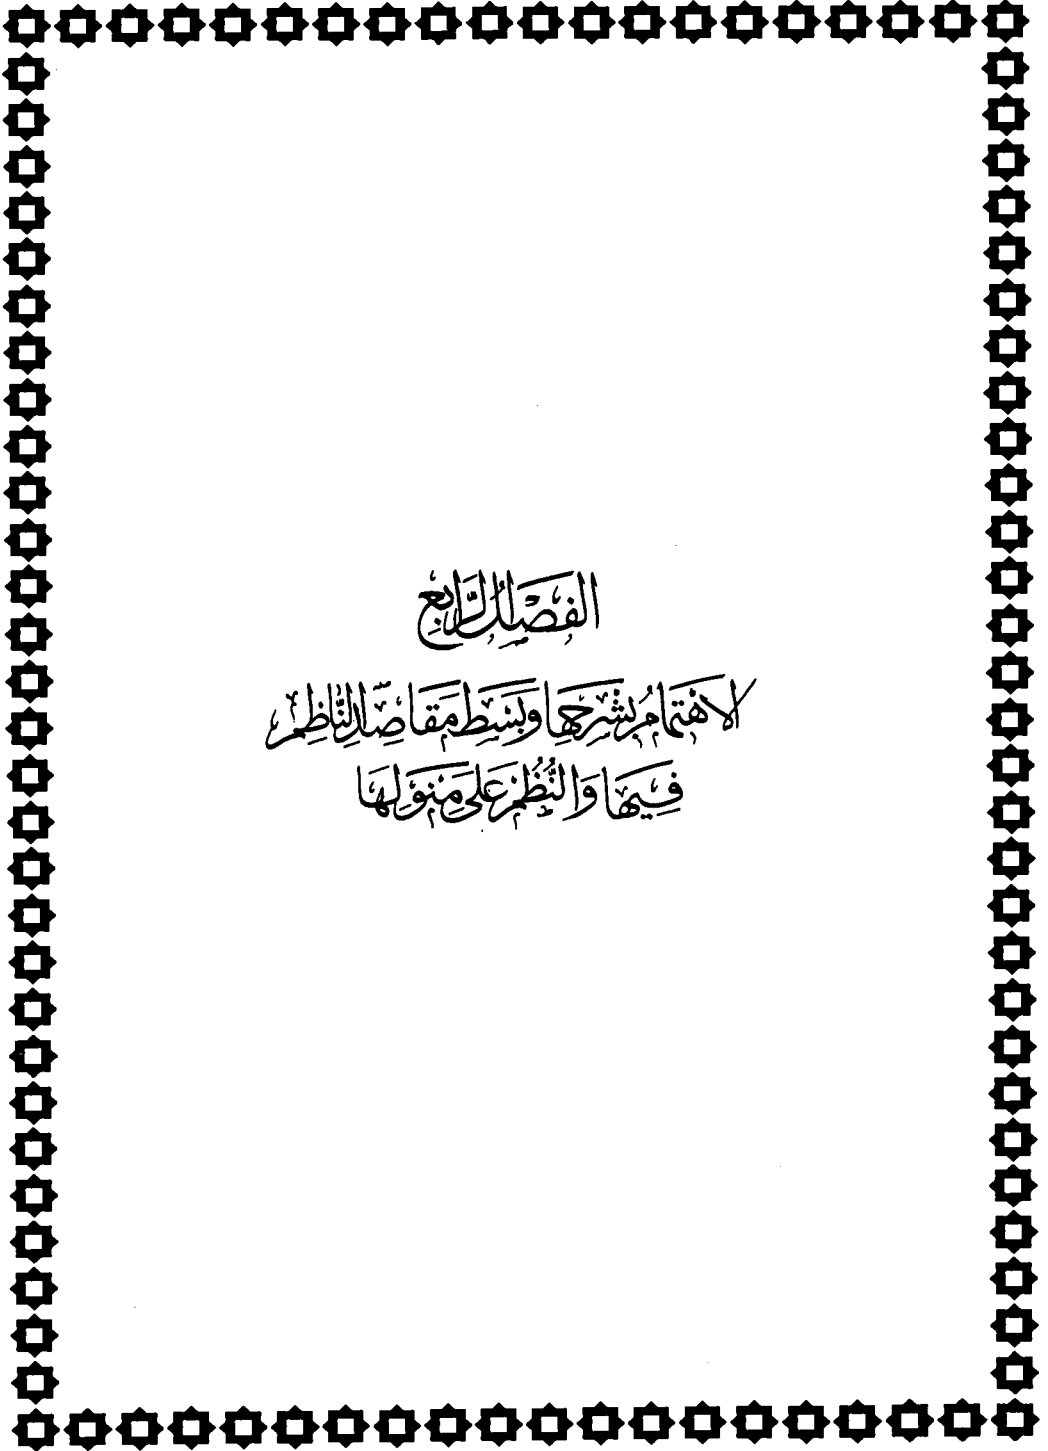 الفصل الرابع
الاهتمام بشرحها وبسط مقاصد الناظم
فيها والنظم على منوالها